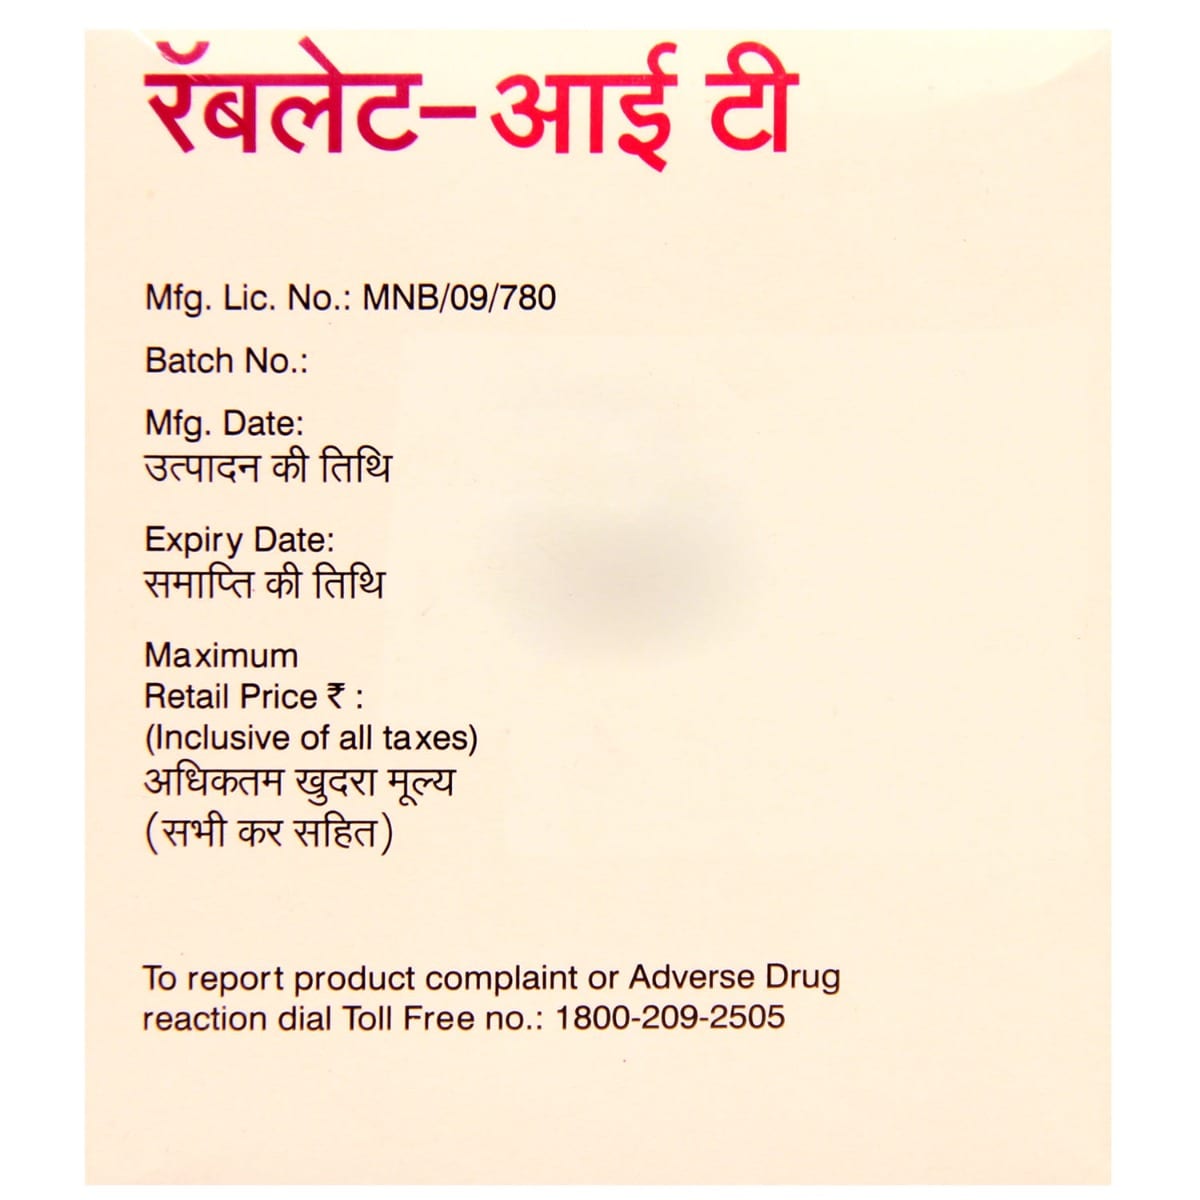 रॅबलेट-आई टी
Mfg. Lic. No.: MNB/09/780
Batch No.:
Mfg. Date:
उत्पादन की तिथि
Expiry Date:
समाप्ति की तिथि
Maximum
Retail Price ₹ :
(Inclusive of all taxes)
अधिकतम खुदरा मूल्य
(सभी कर सहित)
To report product complaint or Adverse Drug
reaction dial Toll Free no.: 1800-209-2505